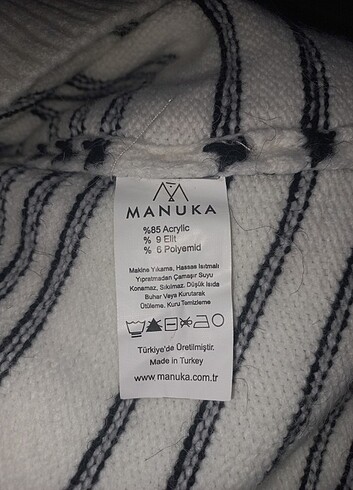 MANUKA
%85 Acrylic
% 9 Elit
% 6 Polyemid
Makine Yıkama, Hassas Isıtmalı
Yıpratmadan Çamaşır Suyu
Konamaz, Sıkılmaz. Düşük Isıda
Buhar Veya Kurutarak
Ütüleme. Kuru Temizleme
Türkiye'de Üretilmiştir.
Made in Turkey
www.manuka.com.tr